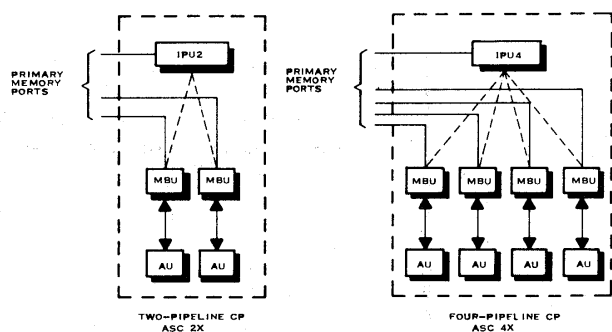 IPU2
PRIMARY
MEMORY
PORTS
MBU
MBU
AU
AU
TWO-PIPELINE CP
ASC 2X
IPU4
PRIMARY
MEMORY
PORTS
MBU
MBU
MBU
MBU
AU
AU
AU
AU
FOUR-PIPELINE CP
ASC 4X